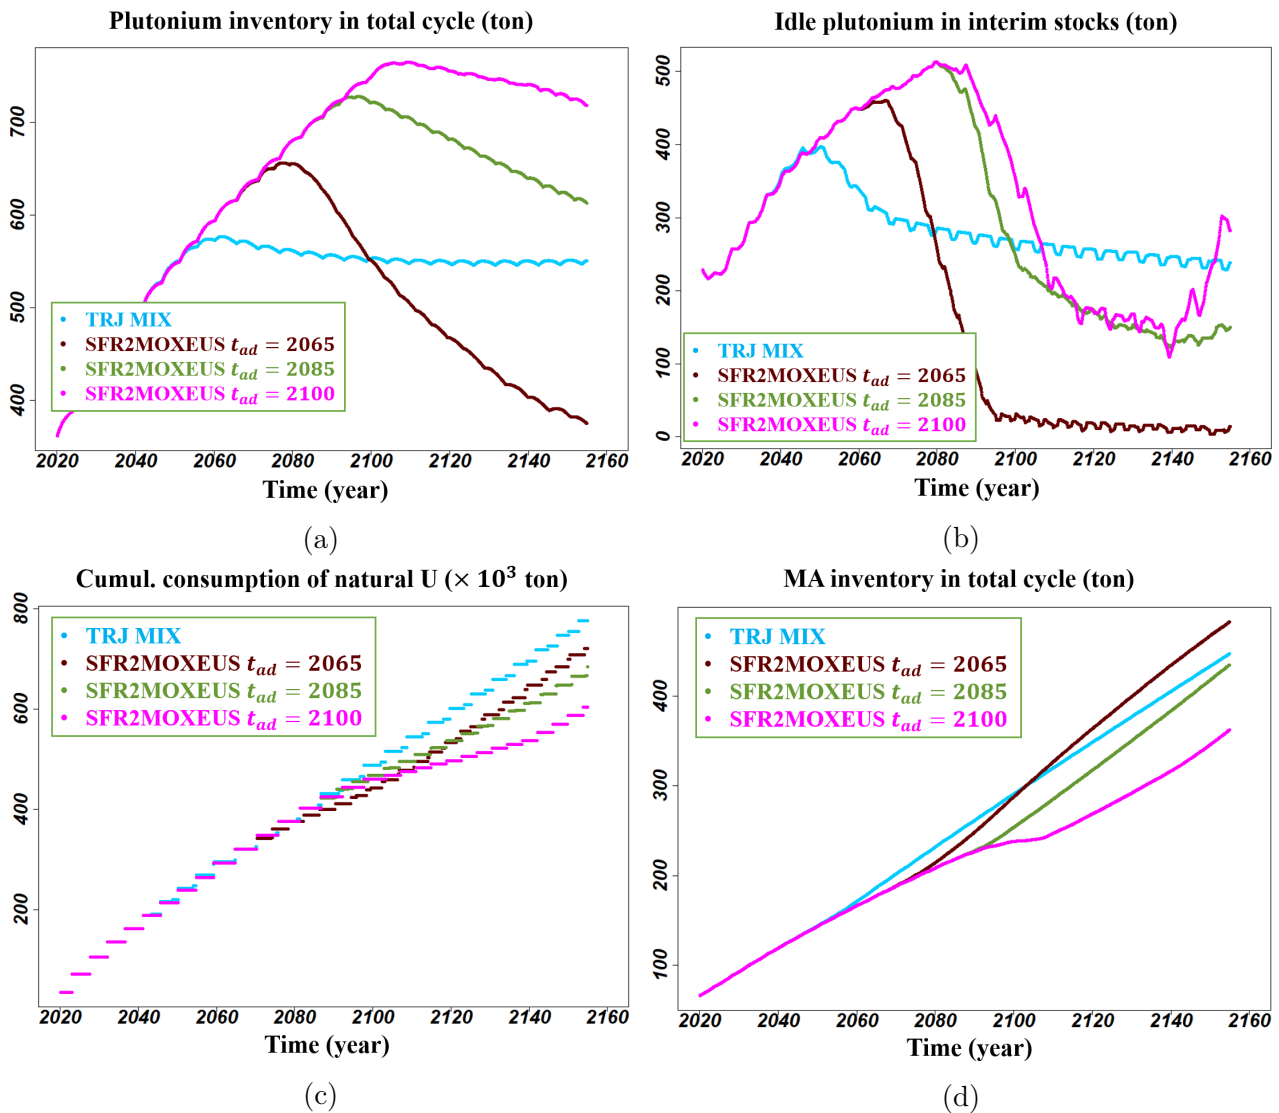 Plutonium inventory in total cycle (ton)
700
600
500
400
TRJ MIX
SFR2MOXEUS t_ad = 2065
SFR2MOXEUS t_ad = 2085
SFR2MOXEUS t_ad = 2100
2020 2040 2060 2080 2100 2120 2140 2160
Time (year)
(a)
Idle plutonium in interim stocks (ton)
500
400
300
200
100
0
TRJ MIX
SFR2MOXEUS t_ad = 2065
SFR2MOXEUS t_ad = 2085
SFR2MOXEUS t_ad = 2100
2020 2040 2060 2080 2100 2120 2140 2160
Time (year)
(b)
Cumul. consumption of natural U (× 10³ ton)
800
600
400
200
TRJ MIX
SFR2MOXEUS t_ad = 2065
SFR2MOXEUS t_ad = 2085
SFR2MOXEUS t_ad = 2100
2020 2040 2060 2080 2100 2120 2140 2160
Time (year)
(c)
MA inventory in total cycle (ton)
400
300
200
100
TRJ MIX
SFR2MOXEUS t_ad = 2065
SFR2MOXEUS t_ad = 2085
SFR2MOXEUS t_ad = 2100
2020 2040 2060 2080 2100 2120 2140 2160
Time (year)
(d)